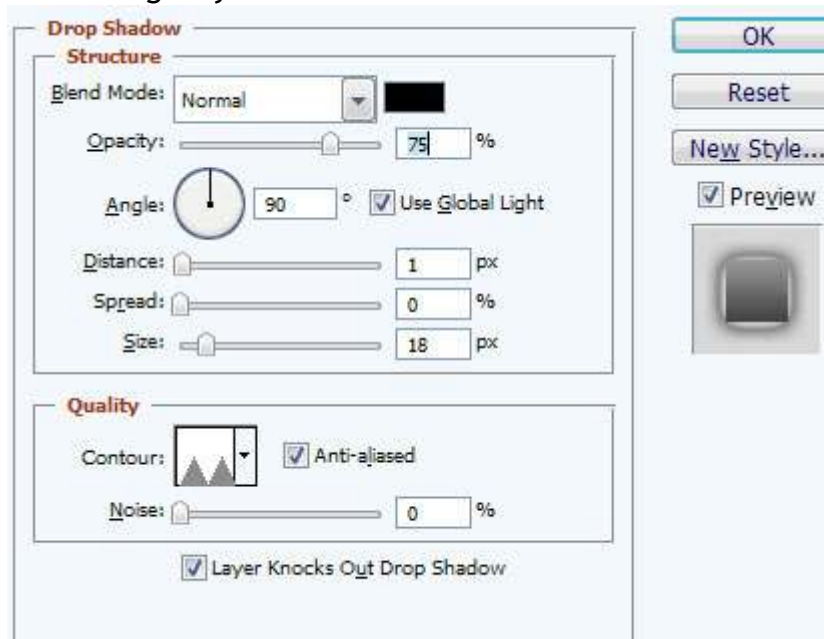 Drop Shadow
Structure
Blend Mode: Normal
Opacity: 75 %
Angle: 90 ° Use Global Light
Distance: 1 px
Spread: 0 %
Size: 18 px
Quality
Contour: Anti-aliased
Noise: 0 %
Layer Knocks Out Drop Shadow
OK
Reset
New Style...
Preview